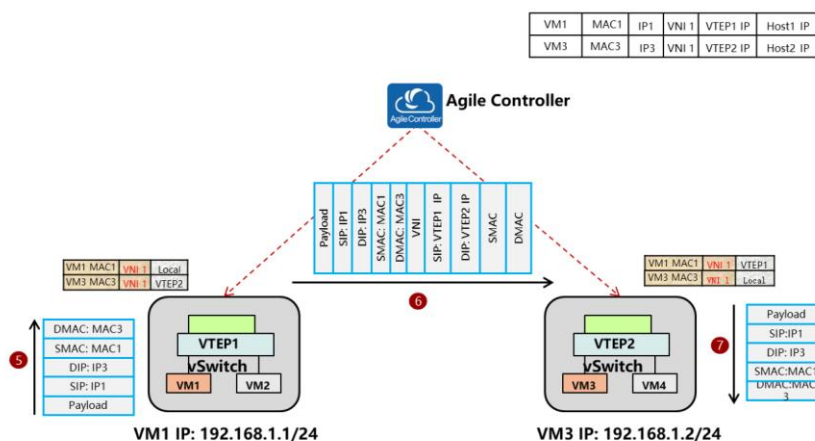 VM1 MAC1 IP1 VNI 1 VTEP1 IP Host1 IP
VM3 MAC3 IP3 VNI 1 VTEP2 IP Host2 IP
Agile Controller
Agile Controller
Payload
SIP: IP1
DIP: IP3
SMAC: MAC1
DMAC: MAC3
VNI
SIP: VTEP1 IP
DIP: VTEP2 IP
SMAC
DMAC
6
VM1 MAC1 VNI 1 Local
VM3 MAC3 VNI 1 VTEP2
VM1 MAC1 VNI 1 VTEP1
VM3 MAC3 VNI 1 Local
5
DMAC: MAC3
SMAC: MAC1
DIP: IP3
SIP: IP1
Payload
VTEP1
vSwitch
VM1 VM2
VM1 IP: 192.168.1.1/24
VTEP2
vSwitch
VM3 VM4
VM3 IP: 192.168.1.2/24
7
Payload
SIP:IP1
DIP: IP3
SMAC:MAC1
DMAC:MAC
3